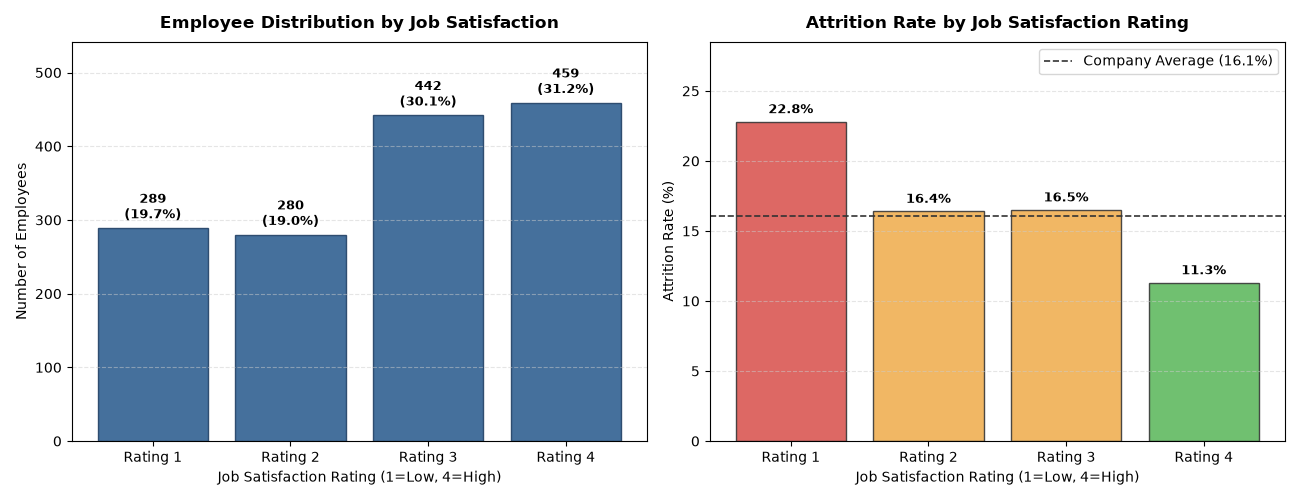 Employee Distribution by Job Satisfaction
500
400
300
200
100
0
Number of Employees
289
(19.7%)
280
(19.0%)
442
(30.1%)
459
(31.2%)
Rating 1
Rating 2
Rating 3
Rating 4
Job Satisfaction Rating (1=Low, 4=High)
Attrition Rate by Job Satisfaction Rating
Company Average (16.1%)
25
20
15
10
5
0
Attrition Rate (%)
22.8%
16.4%
16.5%
11.3%
Rating 1
Rating 2
Rating 3
Rating 4
Job Satisfaction Rating (1=Low, 4=High)